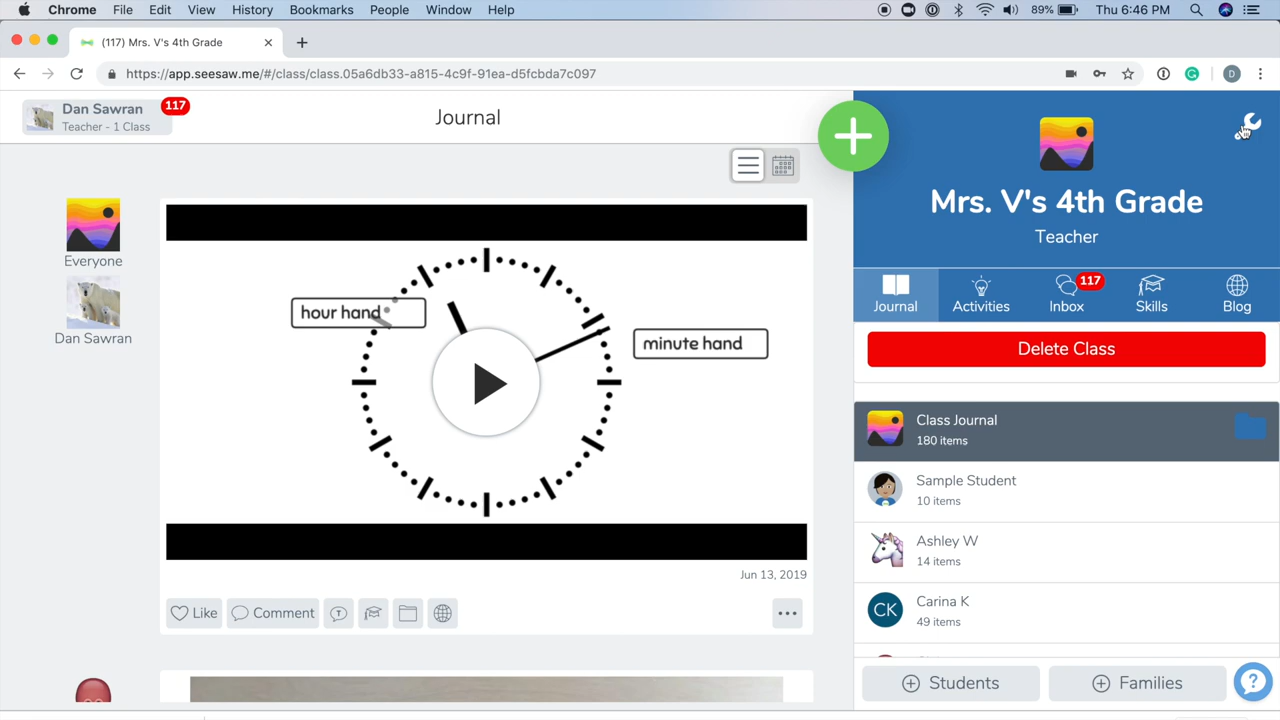 Chrome File Edit View History Bookmarks People Window Help 89% Thu 6:46 PM
(117) Mrs. V's 4th Grade
https://app.seesaw.me/#/class/class.05a6db33-a815-4c9f-91ea-d5fcbda7c097
D
Dan Sawran
117
Teacher - 1 Class
Journal
Everyone
Dan Sawran
hour hand
minute hand
Jun 13, 2019
Like Comment T
Mrs. V's 4th Grade
Teacher
117
Journal Activities Inbox Skills Blog
Delete Class
Class Journal
180 items
Sample Student
10 items
Ashley W
14 items
CK
Carina K
49 items
Students Families
?